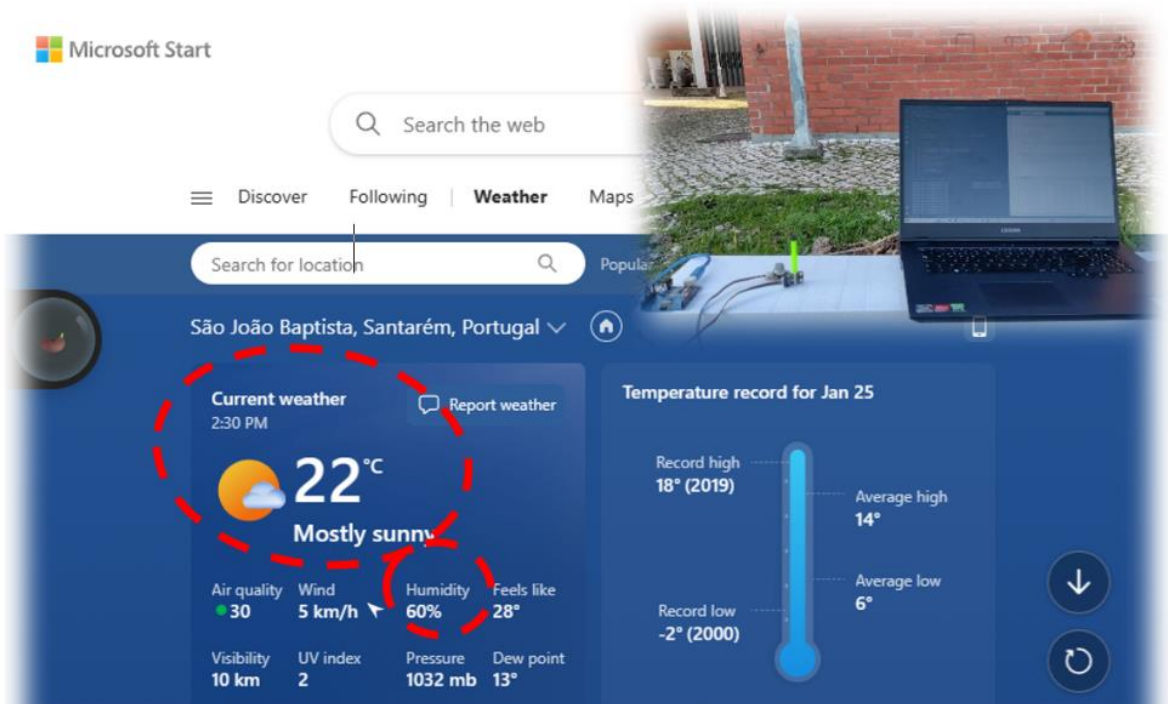 Microsoft Start
Search the web
Discover Following Weather Maps
Search for location
Popular
São João Baptista, Santarém, Portugal
Current weather
2:30 PM
Report weather
22°C
Mostly sunny
Air quality Wind Humidity Feels like
30 5 km/h 60% 28°
Visibility UV index Pressure Dew point
10 km 2 1032 mb 13°
Temperature record for Jan 25
Record high
18° (2019)
Average high
14°
Average low
6°
Record low
-2° (2000)